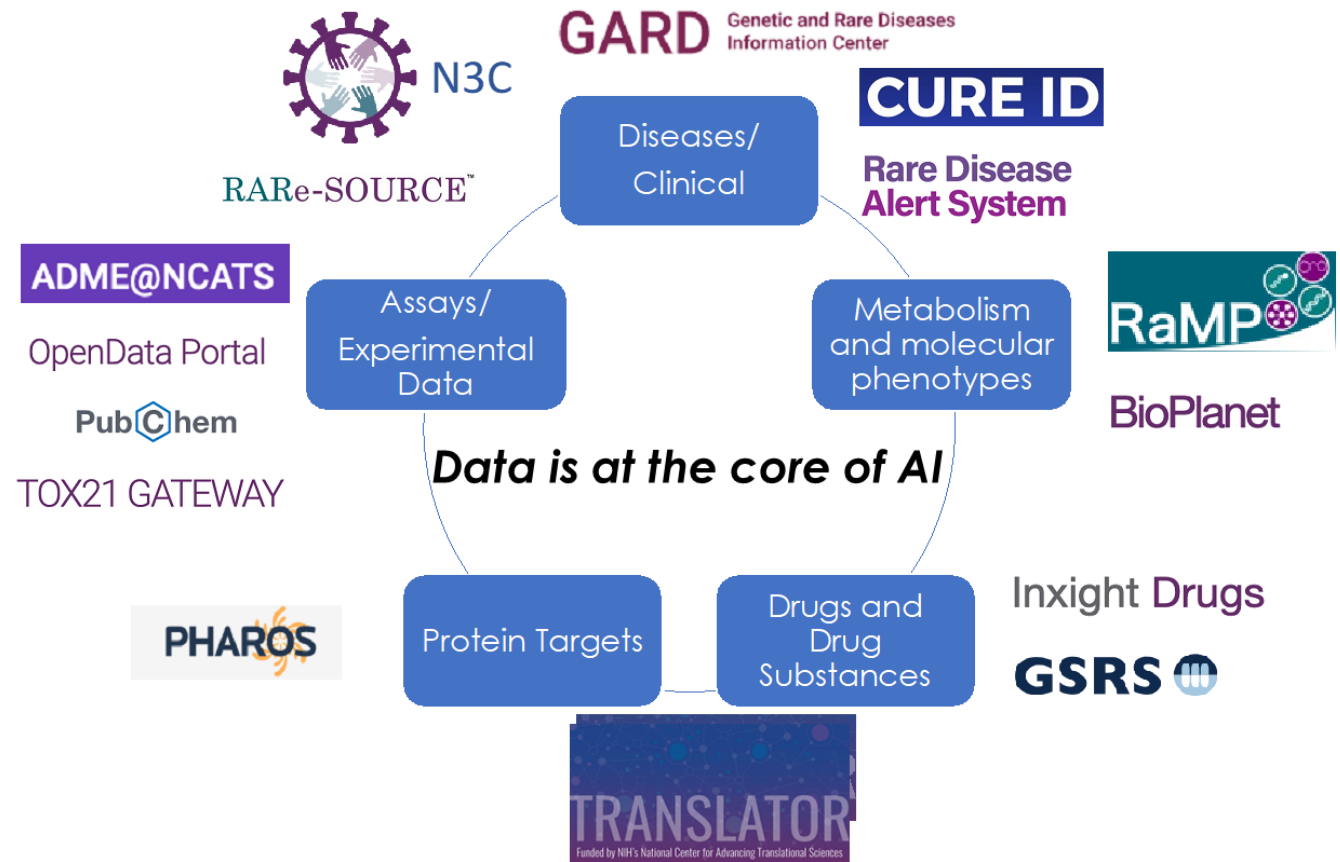 GARD Genetic and Rare Diseases
Information Center
N3C
CURE ID
Diseases/
Clinical
RARe-SOURCE™
Rare Disease
Alert System
ADME@NCATS
Assays/
Experimental
Data
Metabolism
and molecular
phenotypes
RaMP
OpenData Portal
PubChem
BioPlanet
Data is at the core of AI
TOX21 GATEWAY
Inxight Drugs
PHAROS
Protein Targets
Drugs and
Drug
Substances
GSRS
TRANSLATOR
Funded by NIH's National Center for Advancing Translational Sciences